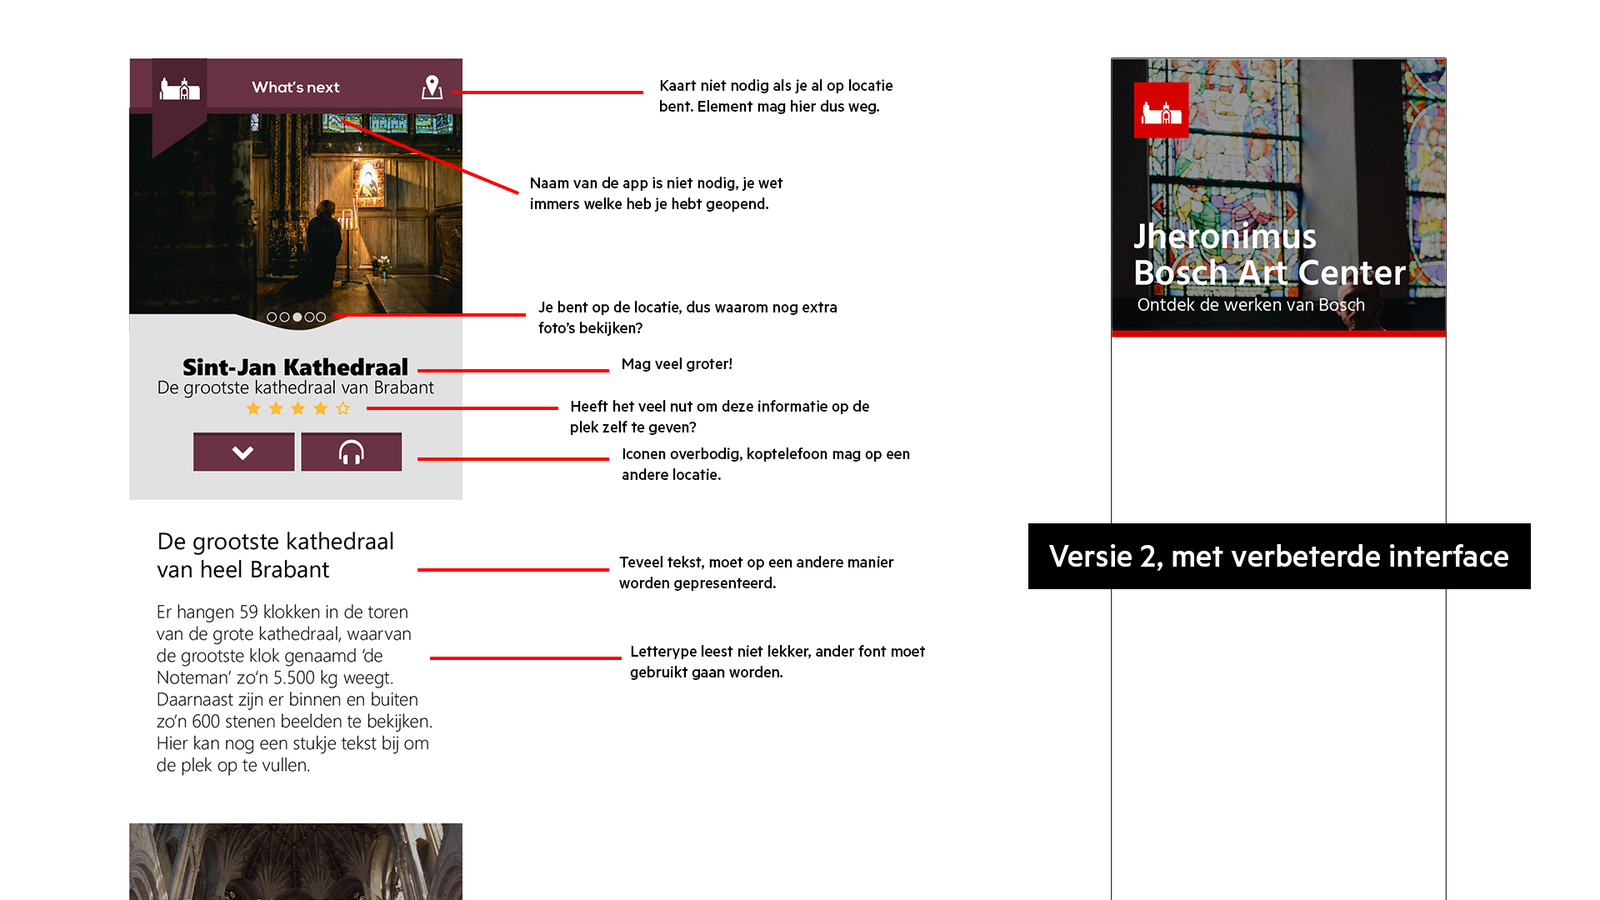 What's next
Kaart niet nodig als je al op locatie
bent. Element mag hier dus weg.
Naam van de app is niet nodig, je wet
immers welke heb je hebt geopend.
Je bent op de locatie, dus waarom nog extra
foto's bekijken?
Sint-Jan Kathedraal
De grootste kathedraal van Brabant
Mag veel groter!
Heeft het veel nut om deze informatie op de
plek zelf te geven?
Iconen overbodig, koptelefoon mag op een
andere locatie.
De grootste kathedraal
van heel Brabant
Teveel tekst, moet op een andere manier
worden gepresenteerd.
Er hangen 59 klokken in de toren
van de grote kathedraal, waarvan
de grootste klok genaamd ‘de
Noteman’ zo’n 5.500 kg weegt.
Daarnaast zijn er binnen en buiten
zo’n 600 stenen beelden te bekijken.
Hier kan nog een stukje tekst bij om
de plek op te vullen.
Letterype leest niet lekker, ander font moet
gebruikt gaan worden.
Jheronimus
Bosch Art Center
Ontdek de werken van Bosch
Versie 2, met verbeterde interface